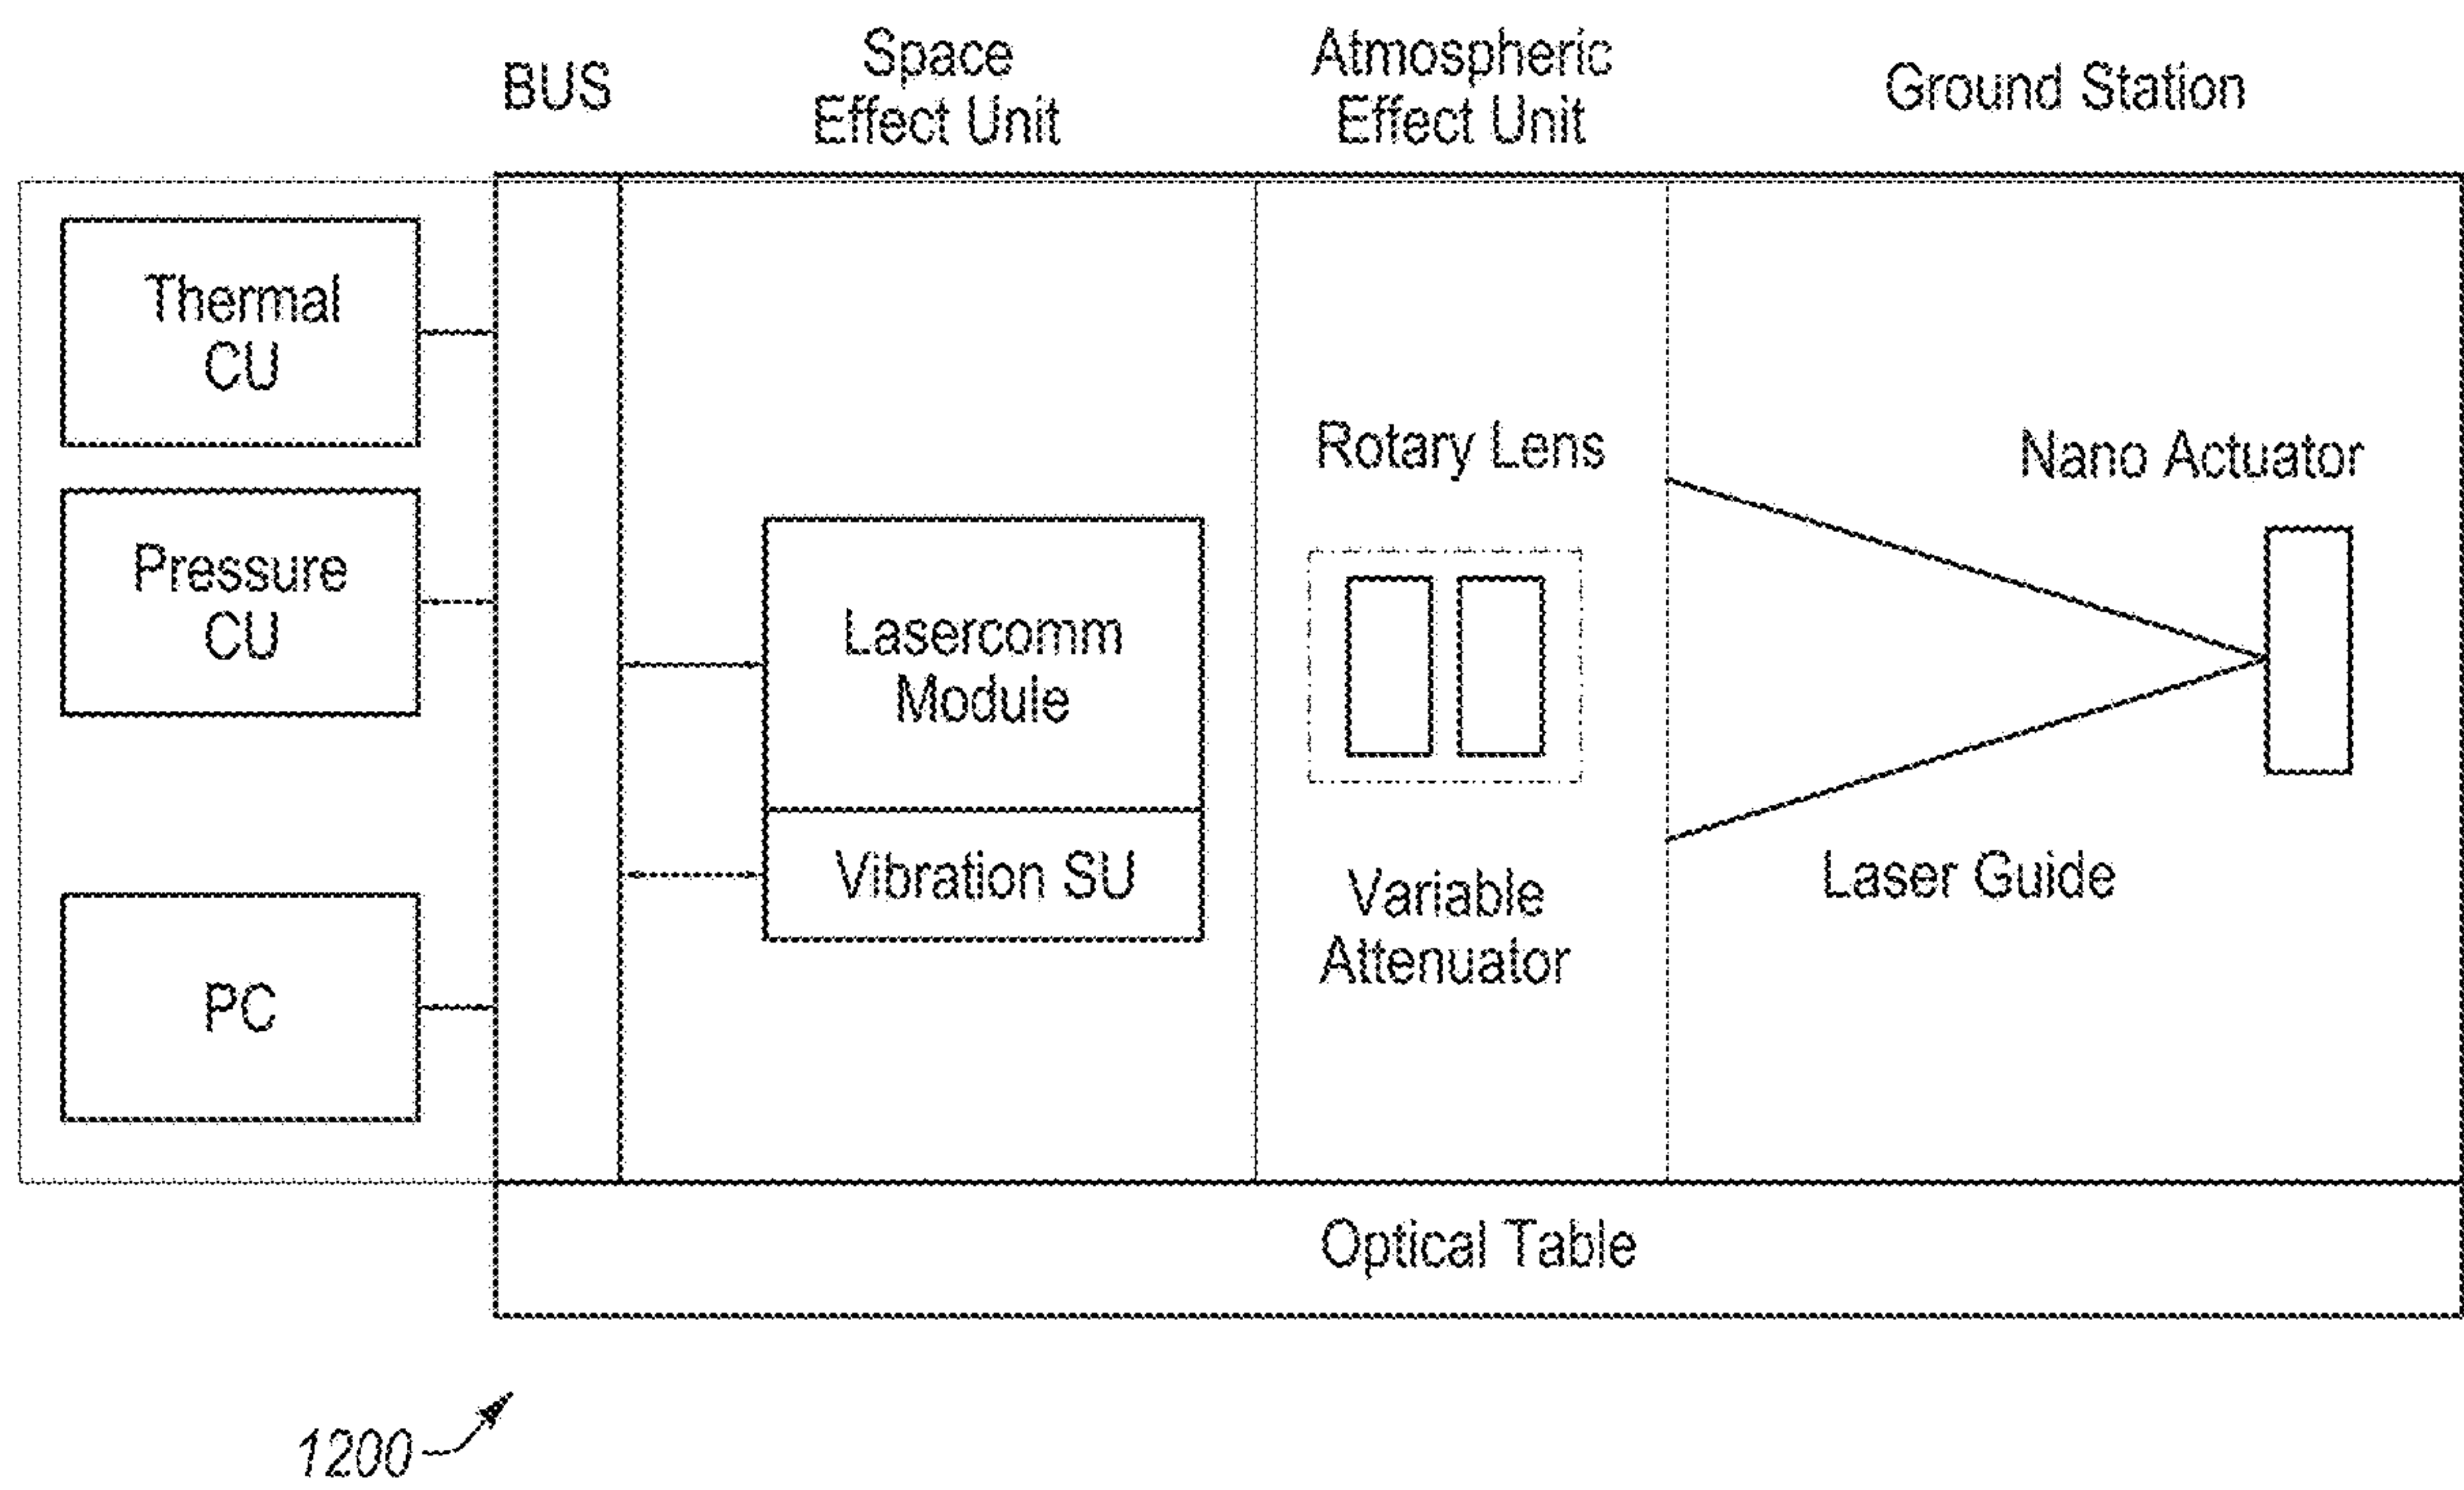 BUS
Space
Effect Unit
Atmospheric
Effect Unit
Ground Station
Thermal
CU
Pressure
CU
PC
Lasercomm
Module
Vibration SU
Rotary Lens
Variable
Attenuator
Nano Actuator
Laser Guide
Optical Table
1200